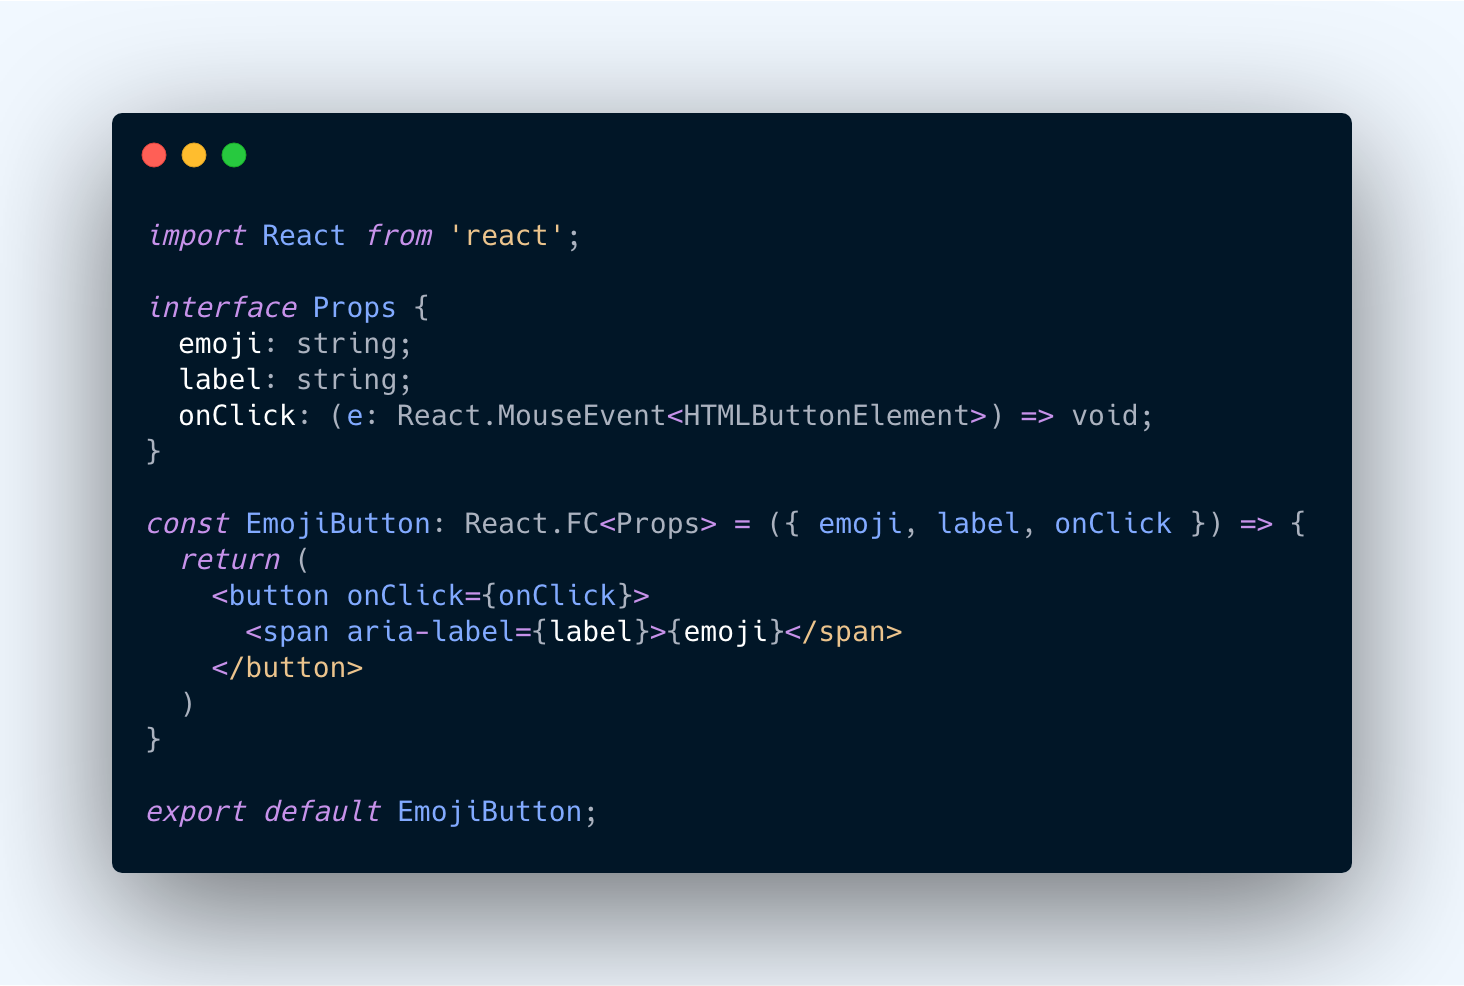 import React from 'react';
interface Props {
  emoji: string;
  label: string;
  onClick: (e: React.MouseEvent<HTMLButtonElement>) => void;
}
const EmojiButton: React.FC<Props> = ({ emoji, label, onClick }) => {
  return (
    <button onClick={onClick}>
      <span aria-label={label}>{emoji}</span>
    </button>
  )
}
export default EmojiButton;